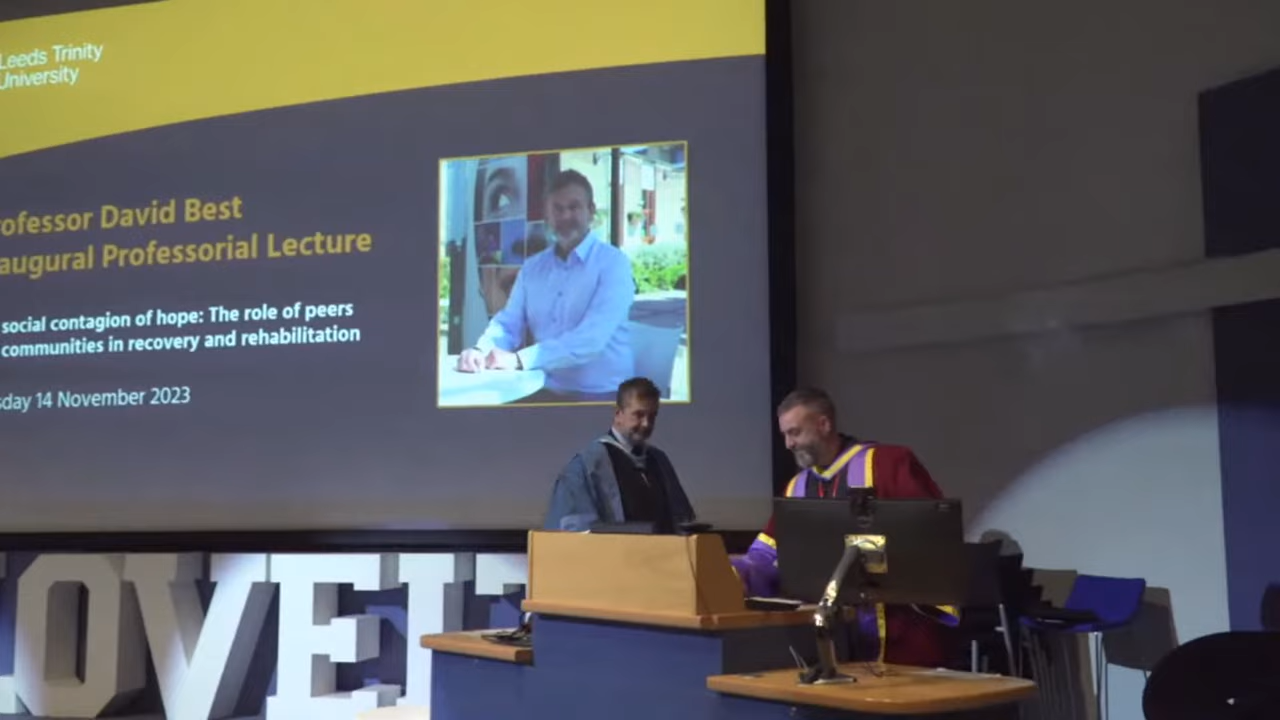 Leeds Trinity
University
rofessor David Best
augural Professorial Lecture
social contagion of hope: The role of peers
communities in recovery and rehabilitation
sday 14 November 2023
OVEI